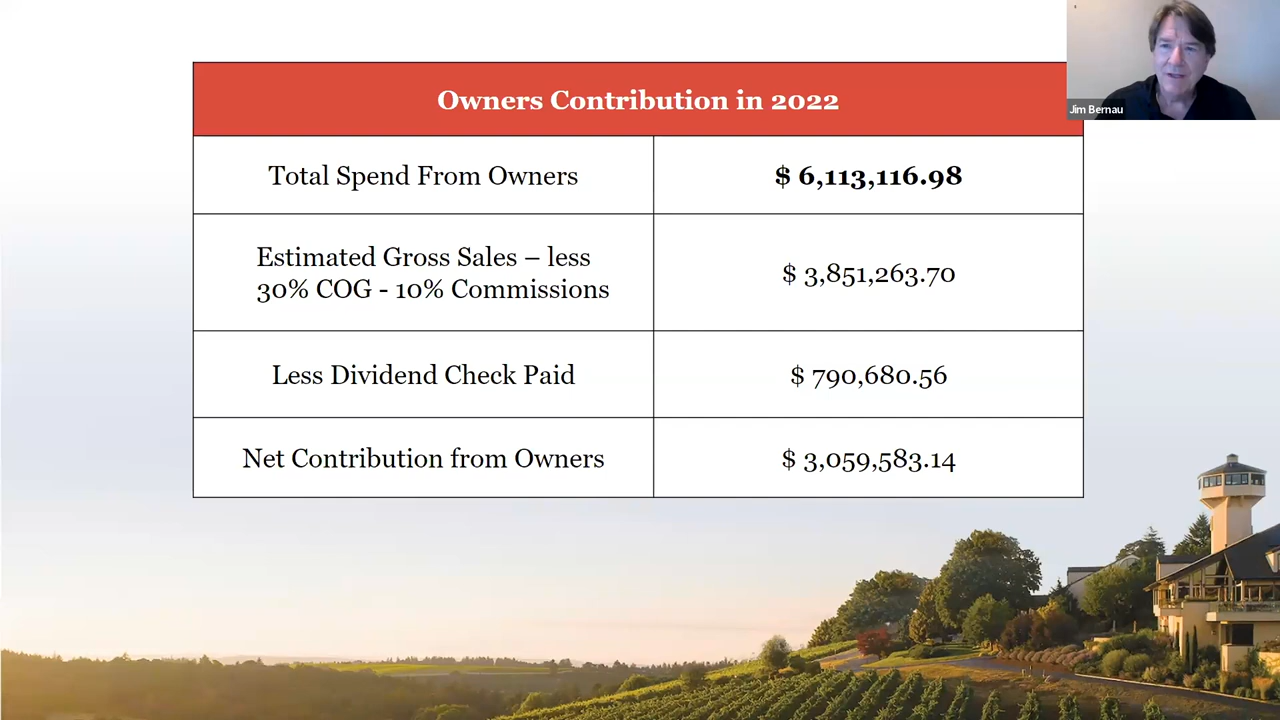 Owners Contribution in 2022
Total Spend From Owners
$ 6,113,116.98
Estimated Gross Sales – less
30% COG - 10% Commissions
$ 3,851,263.70
Less Dividend Check Paid
$ 790,680.56
Net Contribution from Owners
$ 3,059,583.14
Jim Bernau